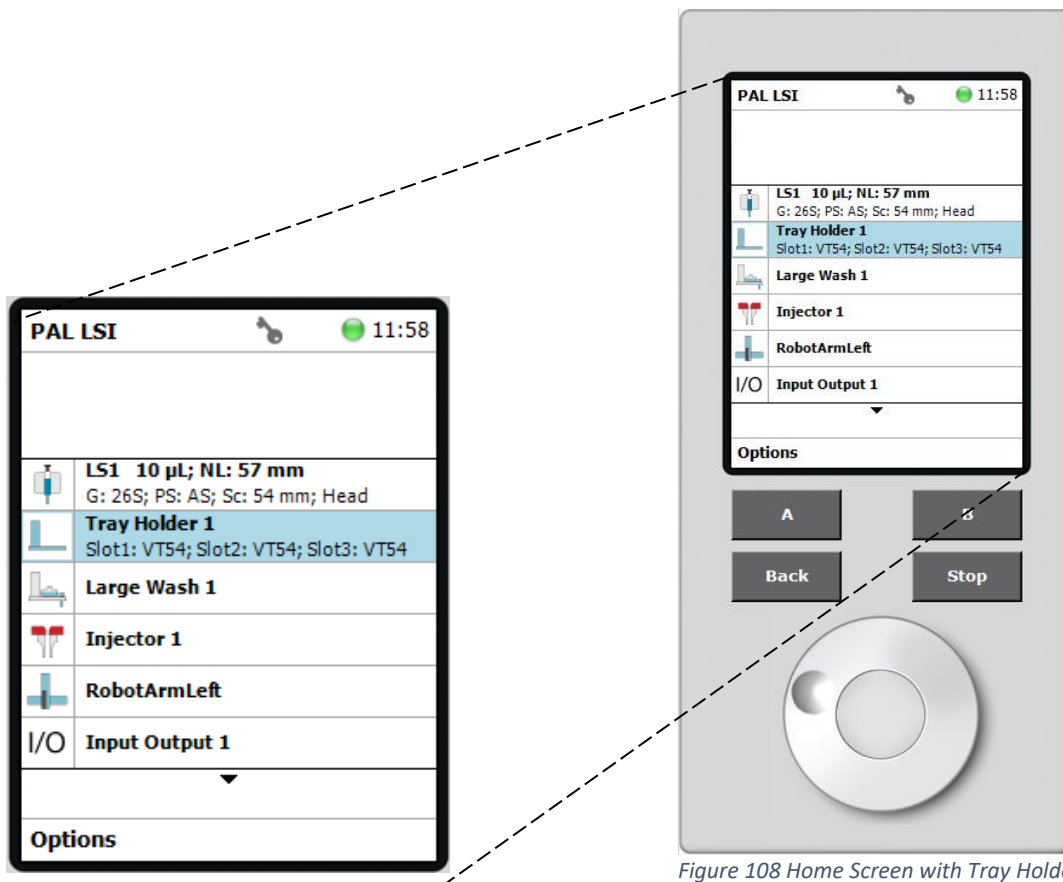 PAL LSI 11:58
LS1 10 µL; NL: 57 mm
G: 26S; PS: AS; Sc: 54 mm; Head
Tray Holder 1
Slot1: VT54; Slot2: VT54; Slot3: VT54
Large Wash 1
Injector 1
RobotArmLeft
I/O Input Output 1
Options
PAL LSI 11:58
LS1 10 µL; NL: 57 mm
G: 26S; PS: AS; Sc: 54 mm; Head
Tray Holder 1
Slot1: VT54; Slot2: VT54; Slot3: VT54
Large Wash 1
Injector 1
RobotArmLeft
I/O Input Output 1
Options
A B
Back Stop
Figure 108 Home Screen with Tray